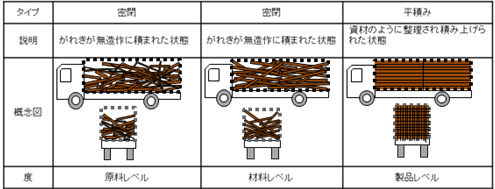 タイプ
密閉
密閉
平積み
説明
がれきが無造作に積まれた状態
がれきが無造作に積まれた状態
資材のように整理され積み上げら
れた状態
概念図
度
原料レベル
材料レベル
製品レベル